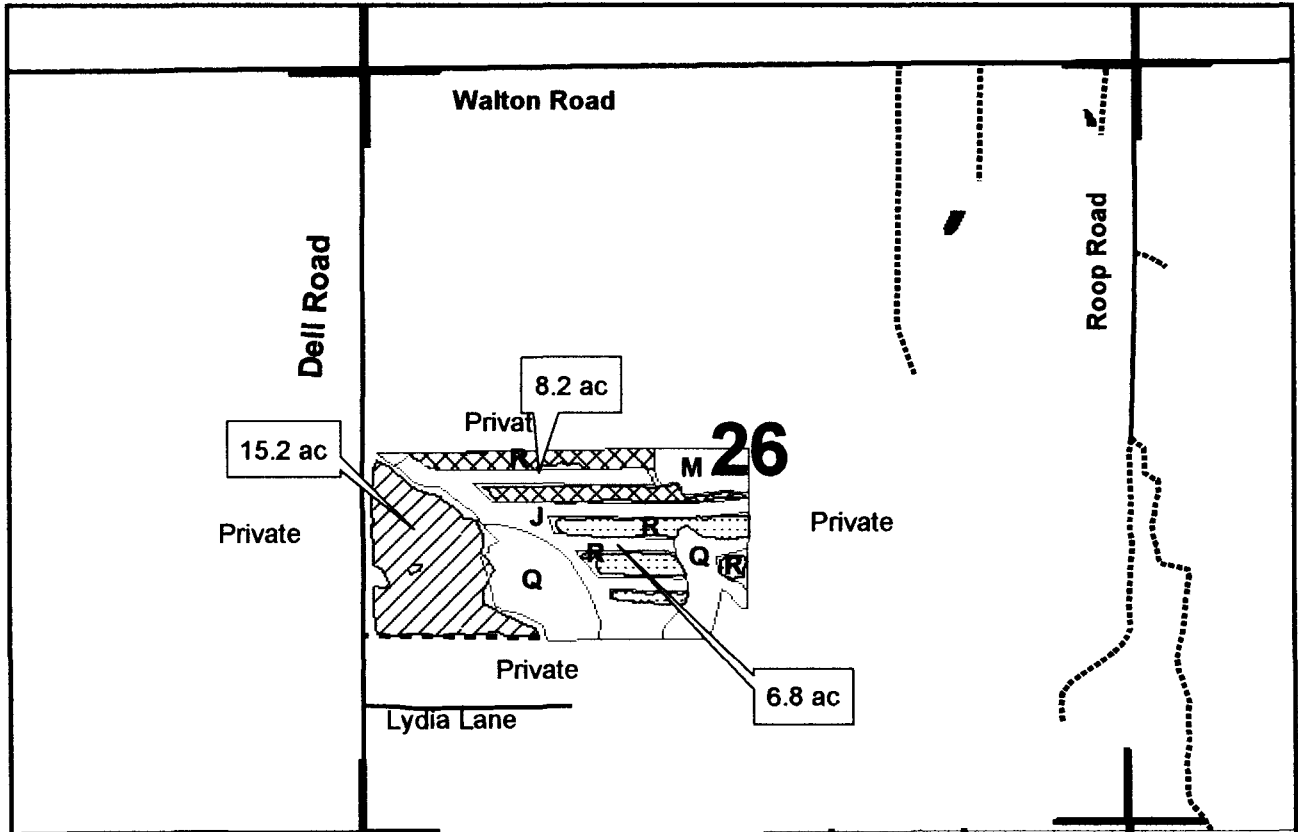 Walton Road
Dell Road
Roop Road
8.2 ac
Privat
15.2 ac
26
R
M
Private
J
R
Private
R
Q
R
Q
Private
6.8 ac
Lydia Lane